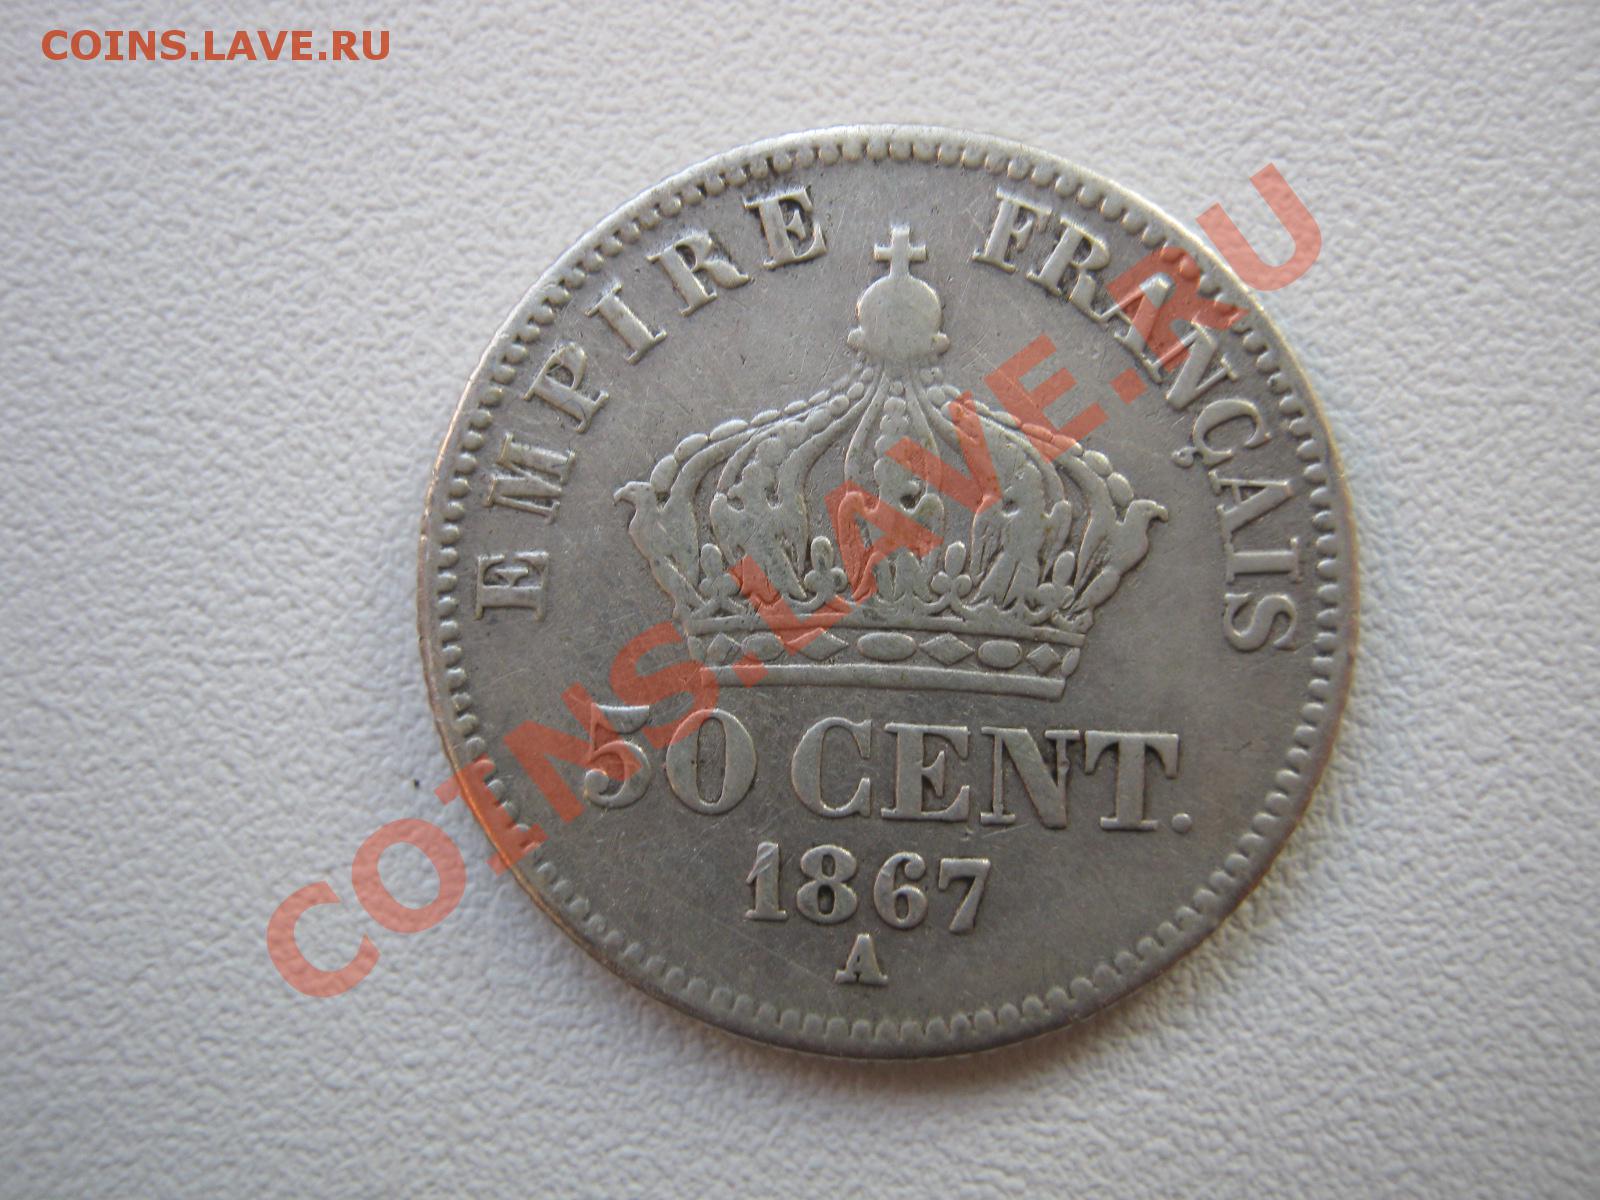 COINS.LAVE.RU
EMPIRE FRANÇAIS
50 CENT.
1867
A
COINS.LAVE.RU